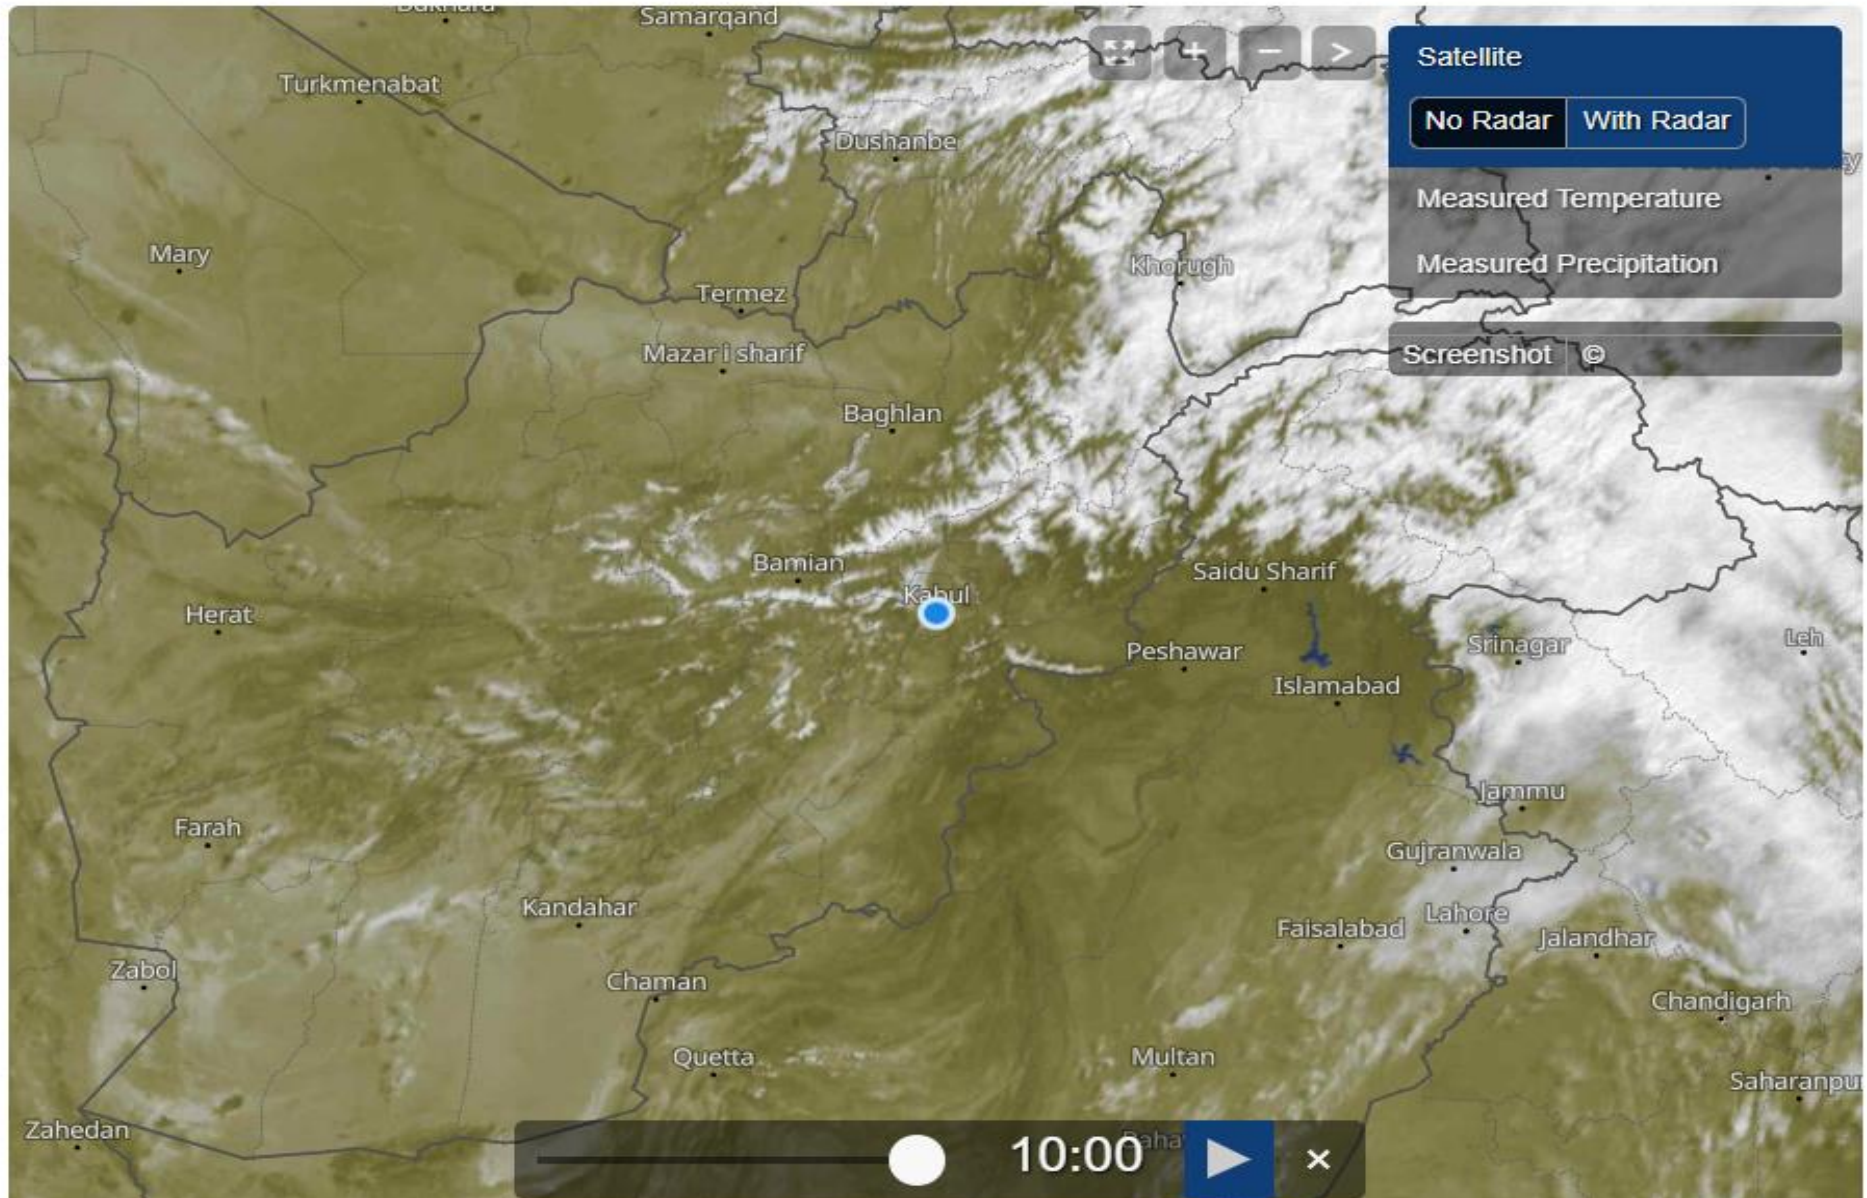 Samarqand
+
−
>
Satellite
No Radar
With Radar
Turkmenabat
Dushanbe
Measured Temperature
Mary
Khorugh
Measured Precipitation
Termez
Mazar i sharif
Screenshot
©
Baghlan
Bamian
Saidu Sharif
Kabul
Herat
Srinagar
Leh
Peshawar
Islamabad
Jammu
Farah
Gujranwala
Kandahar
Lahore
Faisalabad
Jalandhar
Zabol
Chaman
Chandigarh
Quetta
Multan
Saharanpu
Zahedan
10:00
×